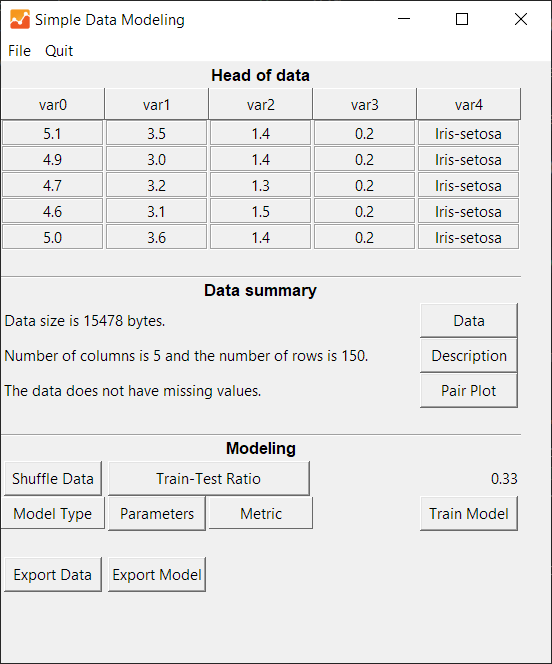 Simple Data Modeling
File Quit
Head of data
var0 var1 var2 var3 var4
5.1 3.5 1.4 0.2 Iris-setosa
4.9 3.0 1.4 0.2 Iris-setosa
4.7 3.2 1.3 0.2 Iris-setosa
4.6 3.1 1.5 0.2 Iris-setosa
5.0 3.6 1.4 0.2 Iris-setosa
Data summary
Data size is 15478 bytes. Data
Number of columns is 5 and the number of rows is 150. Description
The data does not have missing values. Pair Plot
Modeling
Shuffle Data Train-Test Ratio 0.33
Model Type Parameters Metric Train Model
Export Data Export Model